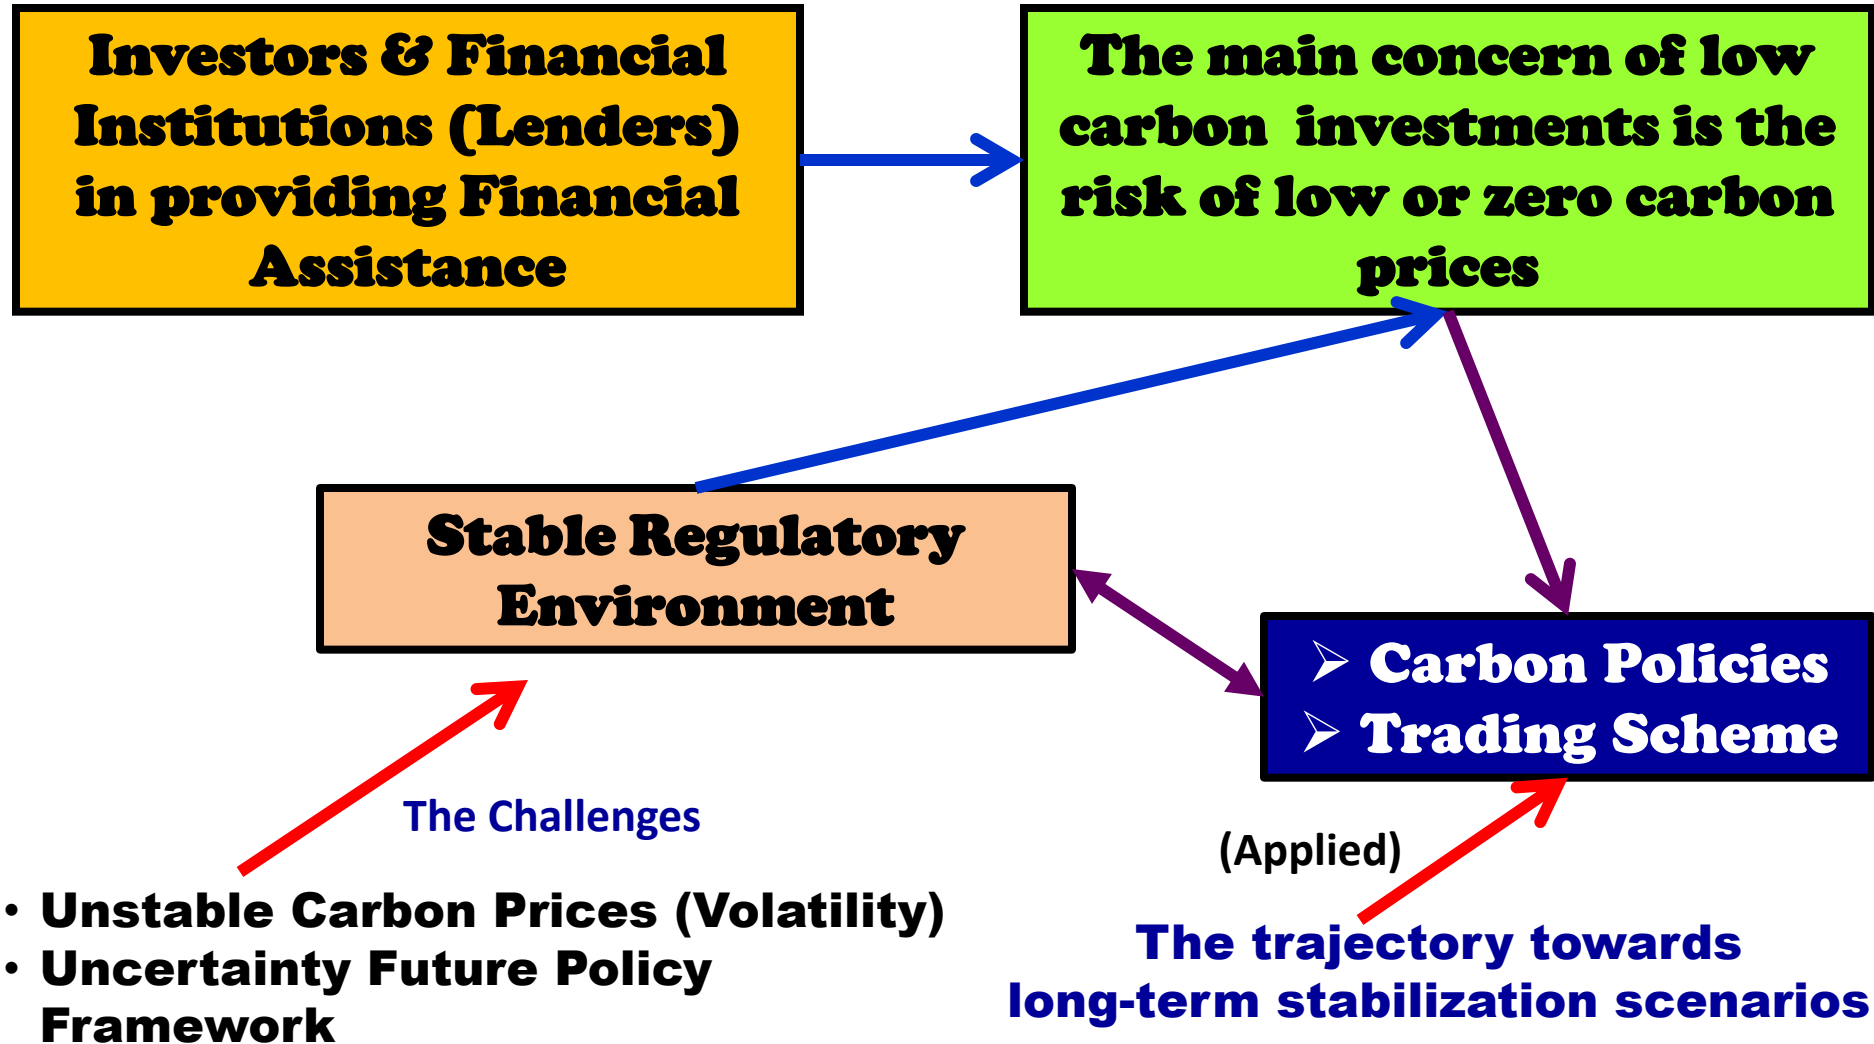 Investors & Financial
Institutions (Lenders)
in providing Financial
Assistance
The main concern of low
carbon investments is the
risk of low or zero carbon
prices
Stable Regulatory
Environment
➢ Carbon Policies
➢ Trading Scheme
The Challenges
(Applied)
• Unstable Carbon Prices (Volatility)
• Uncertainty Future Policy
Framework
The trajectory towards
long-term stabilization scenarios